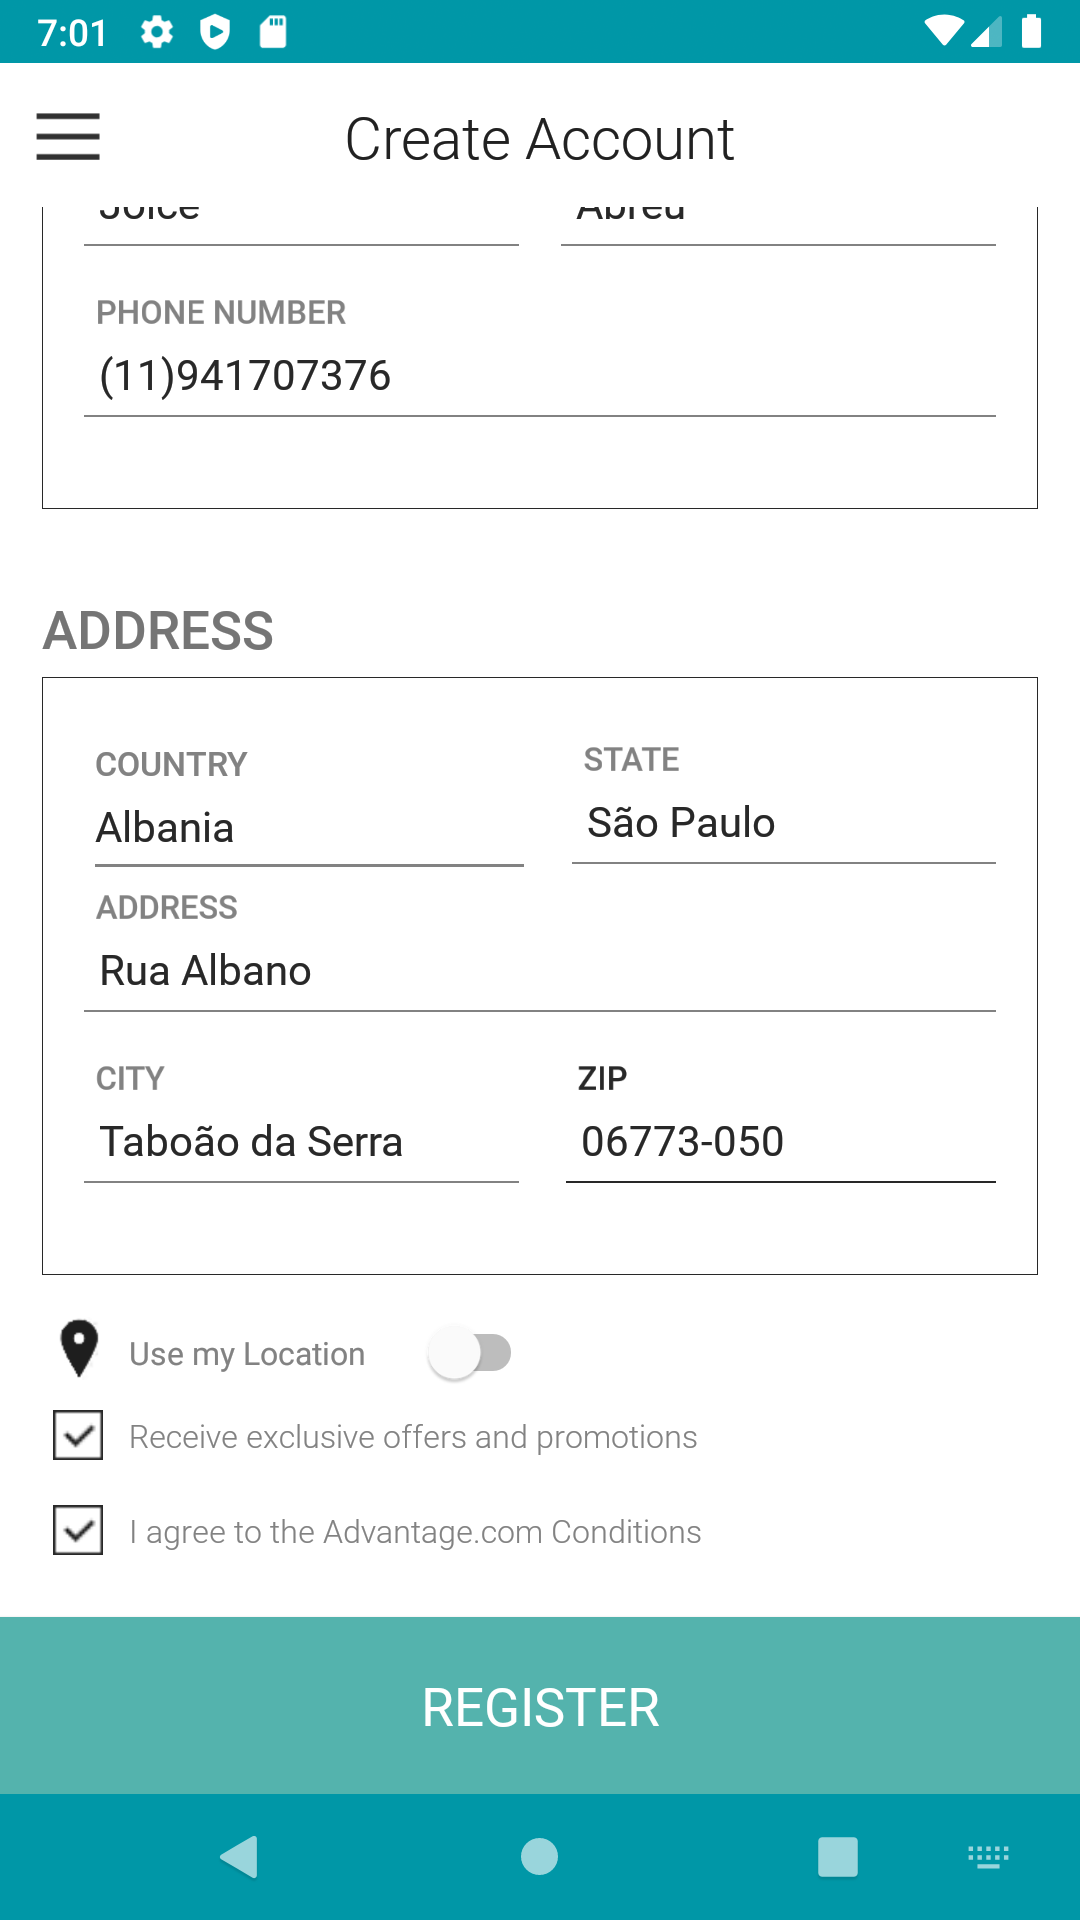 7:01
Create Account
Joice Abreu
PHONE NUMBER
(11)941707376
ADDRESS
COUNTRY STATE
Albania São Paulo
ADDRESS
Rua Albano
CITY ZIP
Taboão da Serra 06773-050
Use my Location
Receive exclusive offers and promotions
I agree to the Advantage.com Conditions
REGISTER